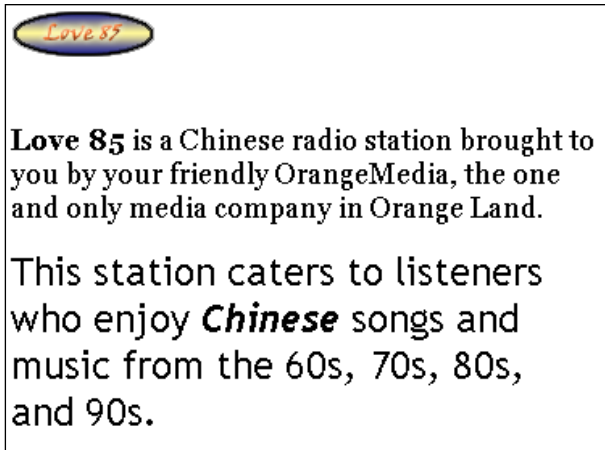 Love 85
Love 85 is a Chinese radio station brought to
you by your friendly OrangeMedia, the one
and only media company in Orange Land.
This station caters to listeners
who enjoy Chinese songs and
music from the 60s, 70s, 80s,
and 90s.